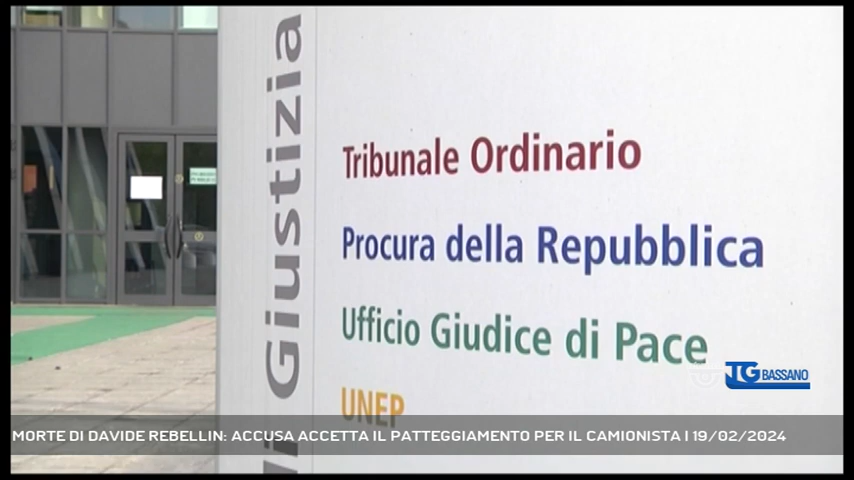 di Giustizia
Tribunale Ordinario
Procura della Repubblica
Ufficio Giudice di Pace
UNEP
TG BASSANO
MORTE DI DAVIDE REBELLIN: ACCUSA ACCETTA IL PATTEGGIAMENTO PER IL CAMIONISTA | 19/02/2024